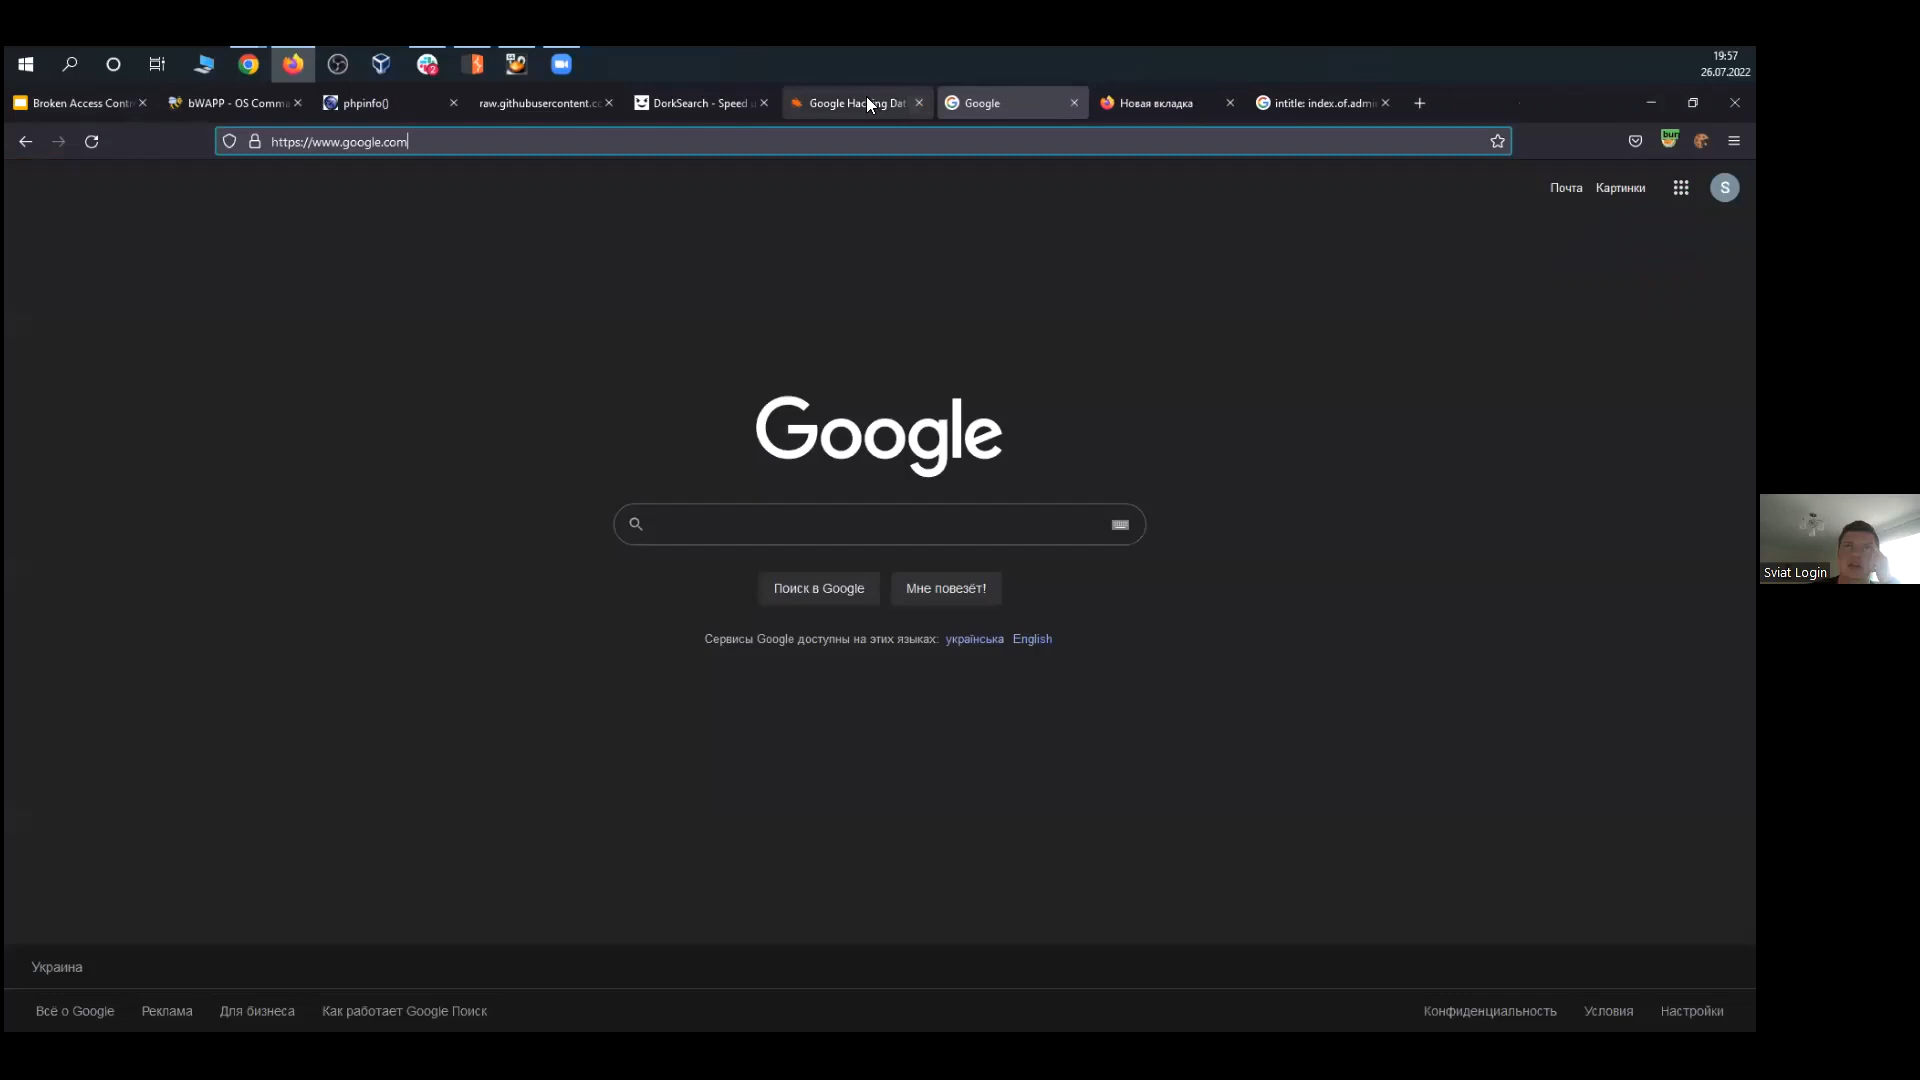 19:57
26.07.2022
Broken Access Contr
bWAPP - OS Comma
phpinfo()
raw.githubusercontent.co
DorkSearch - Speed u
Google Hacking Dat
Google
Новая вкладка
intitle: index.of.admi
https://www.google.com
Почта
Картинки
S
Google
Поиск в Google
Мне повезёт!
Сервисы Google доступны на этих языках: українська English
Sviat Login
Украина
Всё о Google
Реклама
Для бизнеса
Как работает Google Поиск
Конфиденциальность
Условия
Настройки